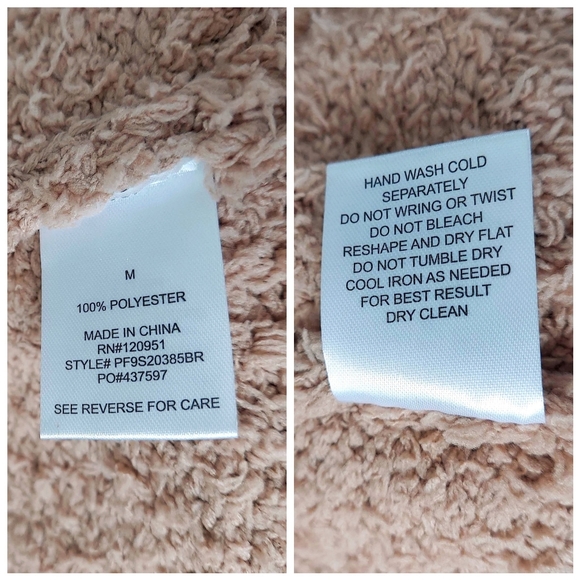 M
100% POLYESTER
MADE IN CHINA
RN#120951
STYLE# PF9S20385BR
PO#437597
SEE REVERSE FOR CARE
HAND WASH COLD
SEPARATELY
DO NOT WRING OR TWIST
DO NOT BLEACH
RESHAPE AND DRY FLAT
DO NOT TUMBLE DRY
COOL IRON AS NEEDED
FOR BEST RESULT
DRY CLEAN